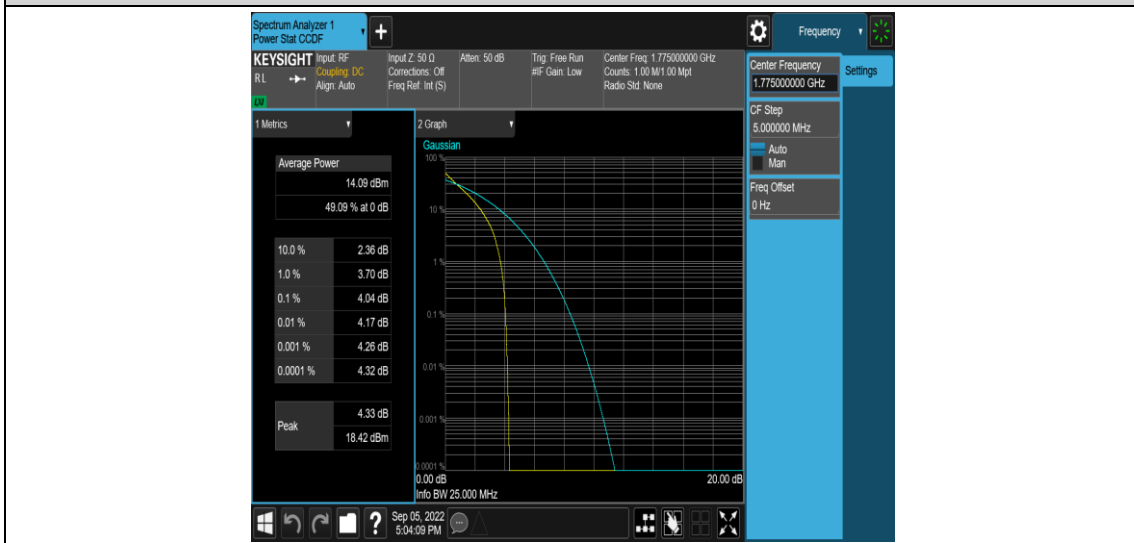 Spectrum Analyzer 1
Power Stat CCDF
+
Frequency
KEYSIGHT
RL
Input: RF
Coupling: DC
Align: Auto
Input Z: 50 Ω
Corrections: Off
Freq Ref: Int (S)
Atten: 50 dB
Trig: Free Run
#IF Gain: Low
Center Freq: 1.775000000 GHz
Counts: 1.00 M/1.00 Mpt
Radio Std: None
Center Frequency
1.775000000 GHz
Settings
CF Step
5.000000 MHz
Auto
Man
Freq Offset
0 Hz
1 Metrics
Average Power
14.09 dBm
49.09 % at 0 dB
10.0 % 2.36 dB
1.0 % 3.70 dB
0.1 % 4.04 dB
0.01 % 4.17 dB
0.001 % 4.26 dB
0.0001 % 4.32 dB
Peak
4.33 dB
18.42 dBm
2 Graph
Gaussian
100 %
10 %
1 %
0.1 %
0.01 %
0.001 %
0.0001 %
0.00 dB 20.00 dB
Info BW 25.000 MHz
?
Sep 05, 2022
5:04:09 PM